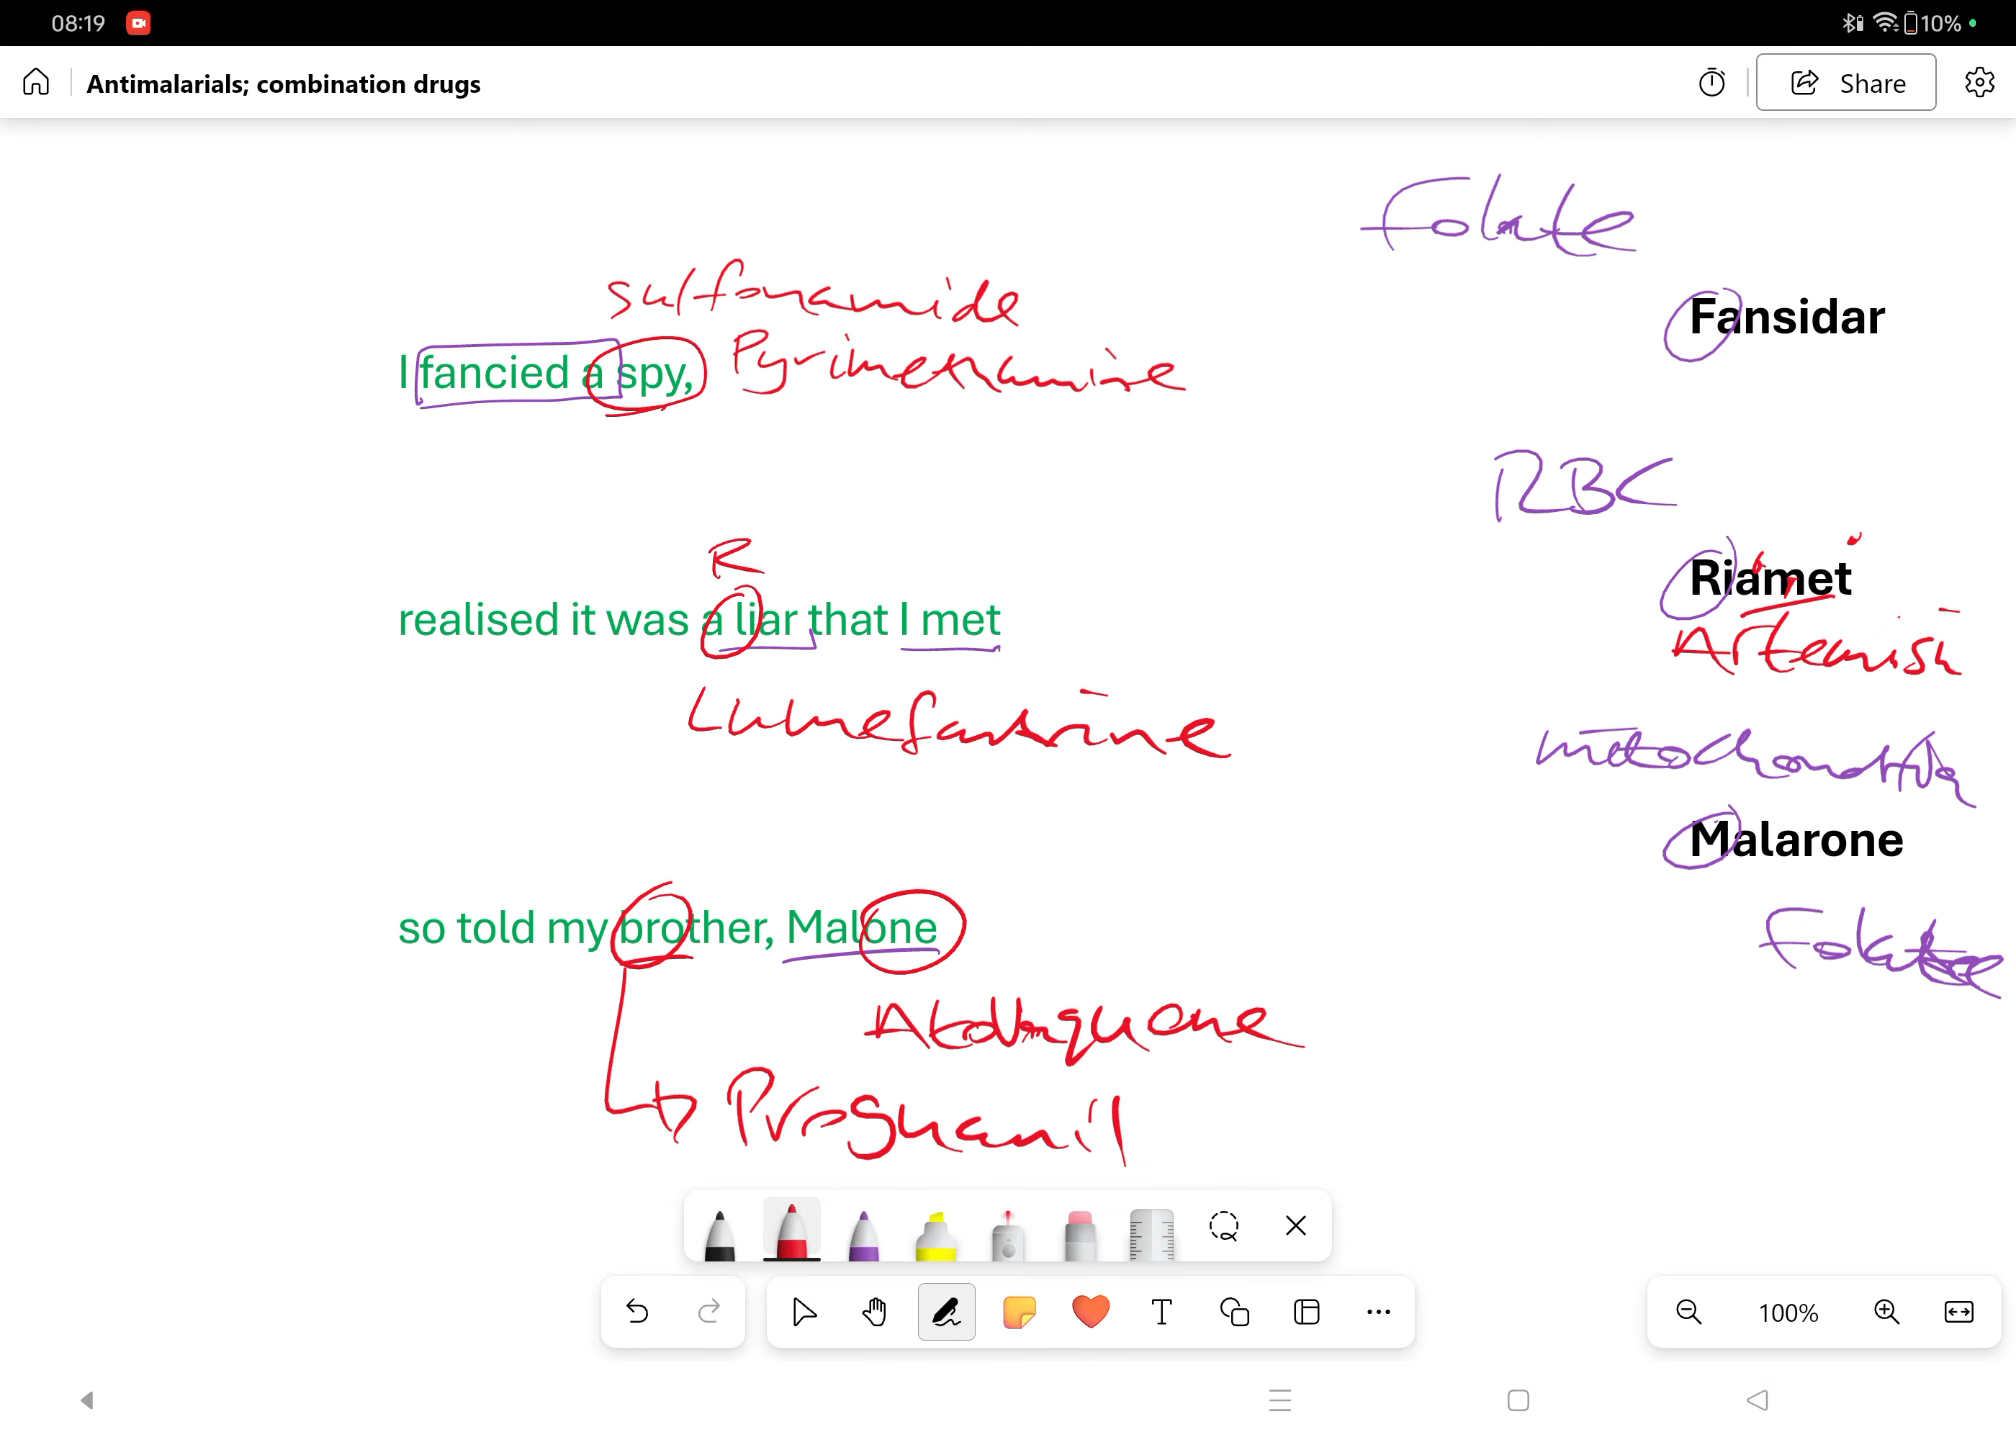 08:19
10%
Antimalarials; combination drugs
Share
Folate
sulfonamide
Fansidar
I fancied a spy,
Pyrimethamine
RBC
R
Riamet
realised it was a liar that I met
Artemisin
Lumefantrine
mitochondria
Malarone
so told my brother, Malone
Folate
Atovaquone
Proguanil
100%